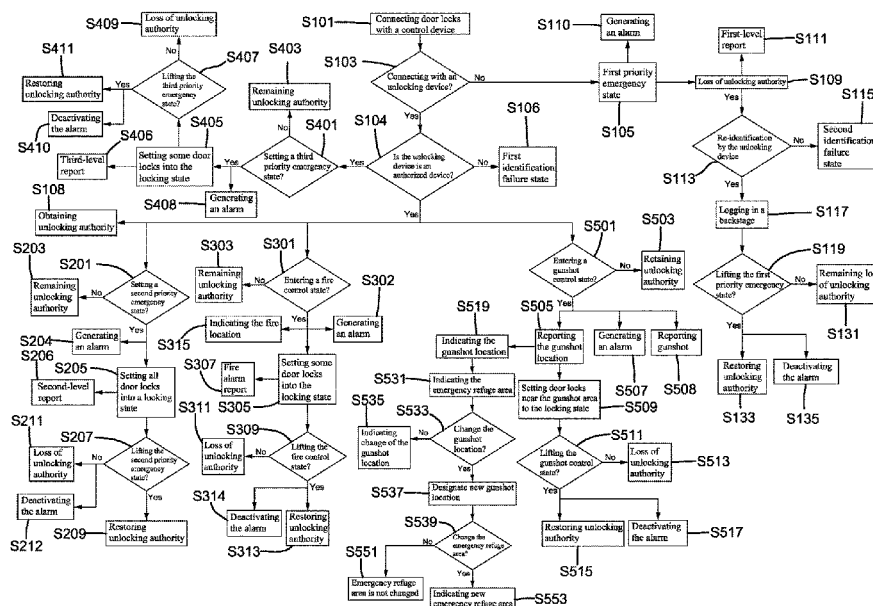 S409
Loss of unlocking
authority
S101
Connecting door locks
with a control device
S110
Generating
an alarm
First-level
report
S111
S411
No
S407
S403
S103
Yes
Lifting the
third priority
emergency
state?
Restoring
unlocking authority
Remaining
unlocking authority
Connecting with an
unlocking device?
No
First priority
emergency
state
Loss of unlocking authority
S109
S105
Deactivating
the alarm
S410
S406
S405
No
S401
S104
Yes
S106
Yes
S115
Third-level
report
Setting some door
locks into the
locking state
Yes
Setting a third
priority emergency
state?
Yes
Is the unlocking
device is an
authorized device?
No
First
identification
failure state
Re-identification
by the unlocking
device
No
Second
identification
failure
state
S113
S108
S408
Generating
an alarm
Yes
Yes
Obtaining
unlocking authority
Logging in a
backstage
S117
S203
S201
S303
S301
S302
S501
S503
S119
Remaining
unlocking
authority
No
Setting a
second priority
emergency
state?
Remaining
unlocking
authority
No
Entering a fire
control state?
Entering a
gunshot control
state?
No
Retaining
unlocking
authority
Lifting the first
priority emergency
state?
No
Remaining loss
of unlocking
authority
S131
Yes
Yes
Yes
Yes
S204
Generating
an alarm
S315
Indicating the
fire location
Generating
an alarm
S519
S505
Indicating
the gunshot
location
Reporting
the gunshot
location
Generating
an alarm
Reporting
gunshot
S507
S508
Restoring
unlocking
authority
Deactivating
the alarm
S133
S135
S206
S205
Second-level
report
Setting all
door locks
into a locking
state
S307
Fire
alarm
report
Setting some
door locks
into the
locking state
S305
S531
Indicating the
emergency refuge area
Setting door locks
near the gunshot area
to the locking state
S509
S211
S207
S311
S309
S535
S533
S511
Loss of
unlocking
authority
No
Lifting the
second priority
emergency
state?
Loss of
unlocking
authority
No
Lifting the
fire control
state?
Indicating
change of the
gunshot
location
No
Change the
gunshot
location?
Lifting the
gunshot control
state?
No
Loss of
unlocking
authority
S513
Yes
Yes
Yes
Yes
Deactivating
the alarm
S212
Restoring
unlocking authority
S209
S314
Deactivating
the alarm
Restoring
unlocking
authority
S313
S537
Designate new gunshot
location
Restoring unlocking
authority
S515
Deactivating
the alarm
S517
S539
Change the
emergency refuge
area?
S551
No
Yes
Emergency refuge
area is not changed
Indicating new
emergency refuge area
S553